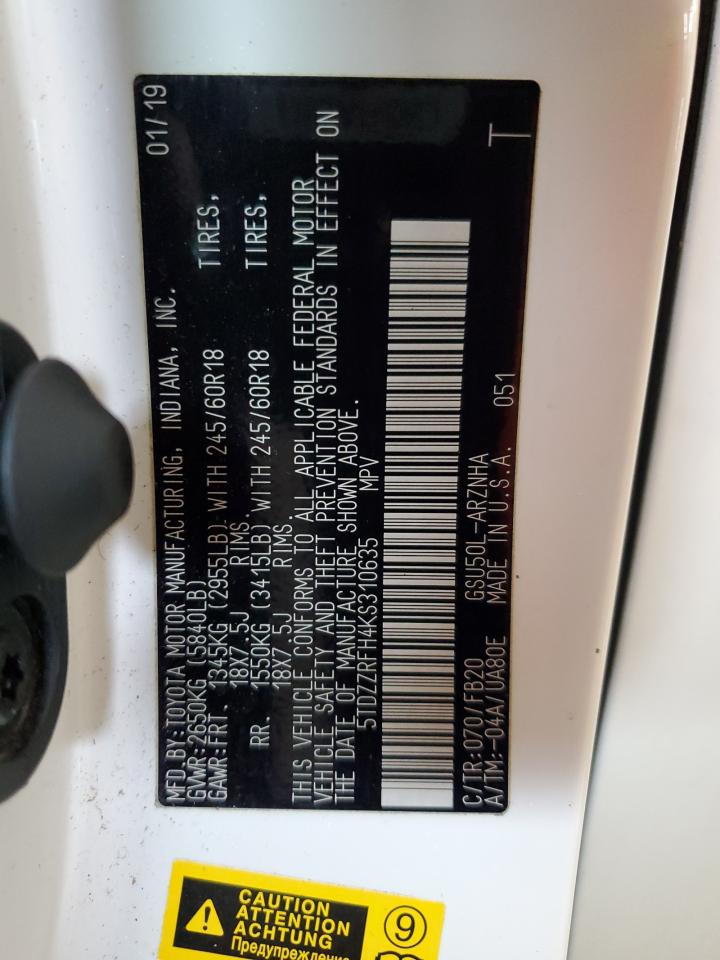 MFD.BY:TOYOTA MOTOR MANUFACTURING, INDIANA, INC. 01/19
GVWR:2650KG (5840LB)
GAWR:FRT. 1345KG (2955LB) WITH 245/60R18 TIRES,
18X7.5J RIMS.
RR. 1550KG (3415LB) WITH 245/60R18 TIRES,
18X7.5J RIMS.
THIS VEHICLE CONFORMS TO ALL APPLICABLE FEDERAL MOTOR
VEHICLE SAFETY AND THEFT PREVENTION STANDARDS IN EFFECT ON
THE DATE OF MANUFACTURE SHOWN ABOVE.
5TDZZRFH4KS310635 MPV
C/TR:070/FB20 GSU50L-ARZNHA
A/TM:-04A/UA80E MADE IN U.S.A. 051 T
CAUTION
ATTENTION
ACHTUNG
Предупреждение
9